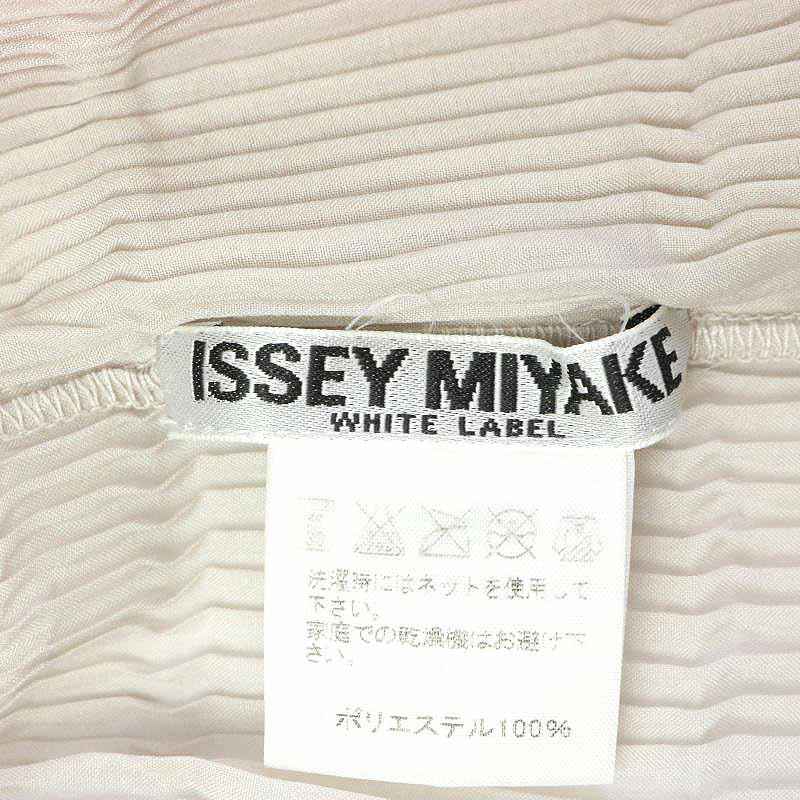 ISSEY MIYAKE
WHITE LABEL
洗濯時にはネットを使用して
下さい。
家庭での乾燥機はお避け下
さい。
ポリエステル100%